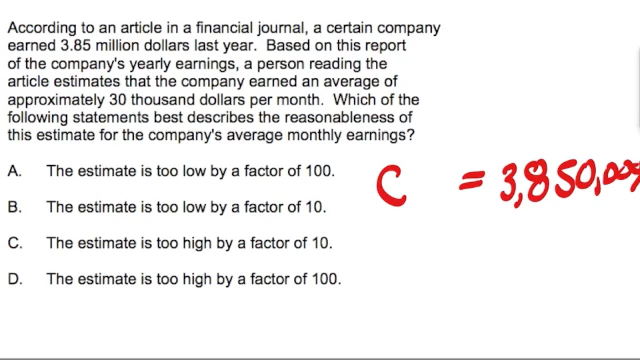 According to an article in a financial journal, a certain company
earned 3.85 million dollars last year. Based on this report
of the company's yearly earnings, a person reading the
article estimates that the company earned an average of
approximately 30 thousand dollars per month. Which of the
following statements best describes the reasonableness of
this estimate for the company's average monthly earnings?
A. The estimate is too low by a factor of 100.
B. The estimate is too low by a factor of 10.
C. The estimate is too high by a factor of 10.
D. The estimate is too high by a factor of 100.
C = 3,850,000